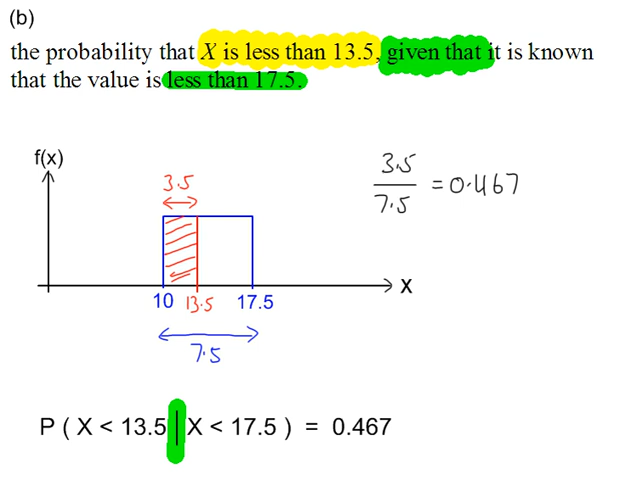 (b)
the probability that X is less than 13.5, given that it is known
that the value is less than 17.5.
f(x)
3.5
3.5
7.5
= 0.467
X
10 13.5 17.5
7.5
P ( X < 13.5 | X < 17.5 ) = 0.467